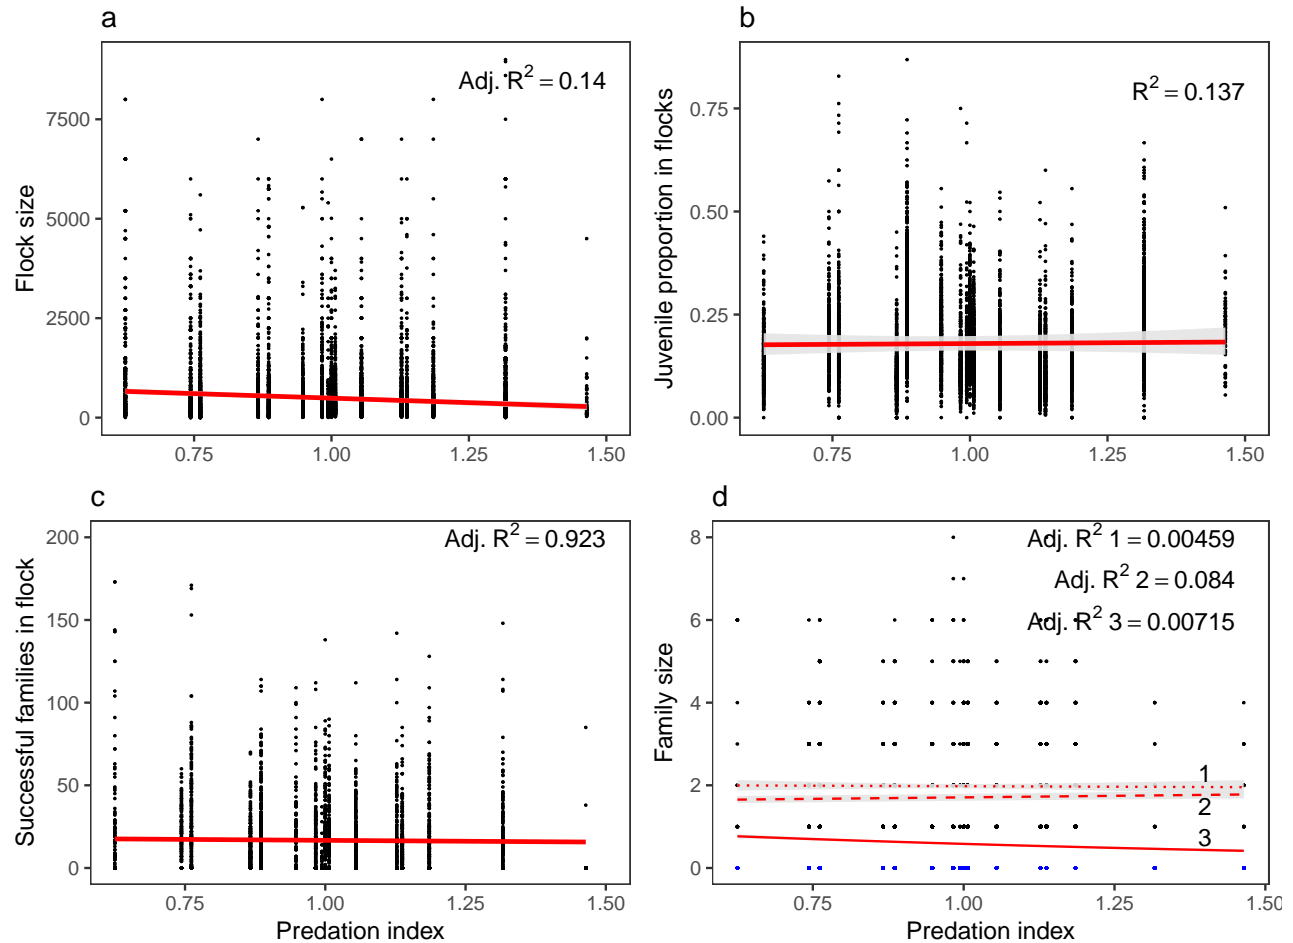 a
Adj. R² = 0.14
Flock size
7500
5000
2500
0
0.75
1.00
1.25
1.50
b
R² = 0.137
Juvenile proportion in flocks
0.75
0.50
0.25
0.00
0.75
1.00
1.25
1.50
c
Adj. R² = 0.923
Successful families in flock
200
150
100
50
0
0.75
1.00
1.25
1.50
Predation index
d
Adj. R² 1 = 0.00459
Adj. R² 2 = 0.084
Adj. R² 3 = 0.00715
Family size
8
6
4
2
0
1
2
3
0.75
1.00
1.25
1.50
Predation index